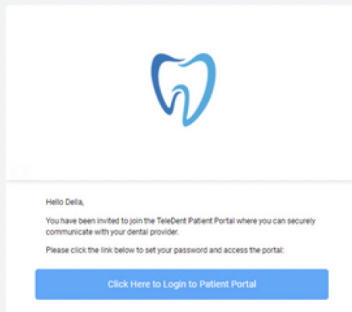 Hello Della,
You have been invited to join the TeleDent Patient Portal where you can securely
communicate with your dental provider.
Please click the link below to set your password and access the portal:
Click Here to Login to Patient Portal